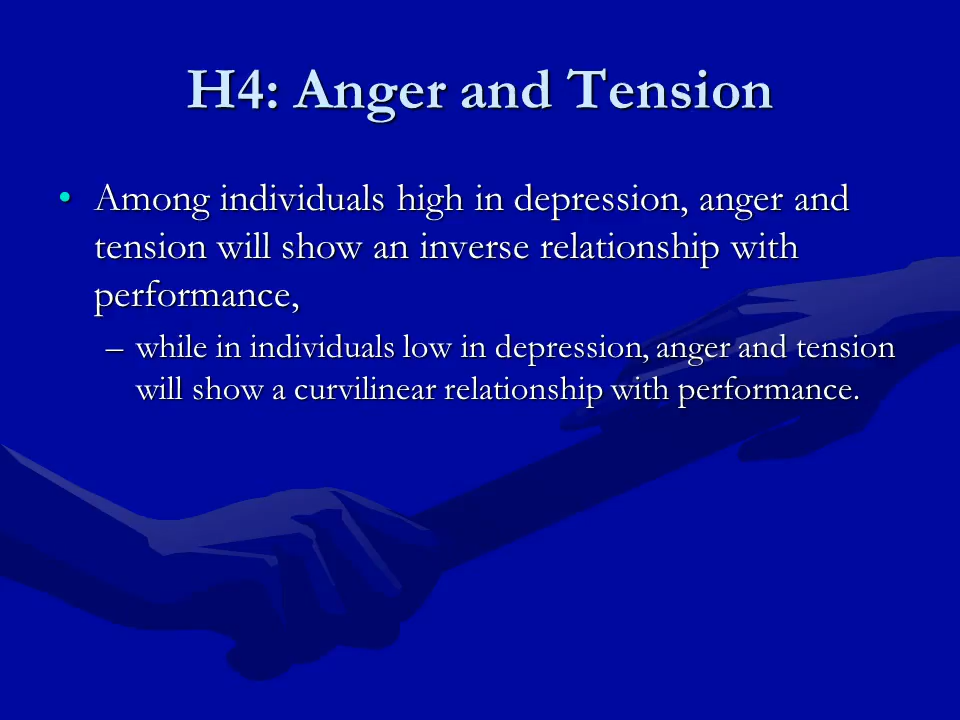 H4: Anger and Tension
• Among individuals high in depression, anger and
tension will show an inverse relationship with
performance,
– while in individuals low in depression, anger and tension
will show a curvilinear relationship with performance.